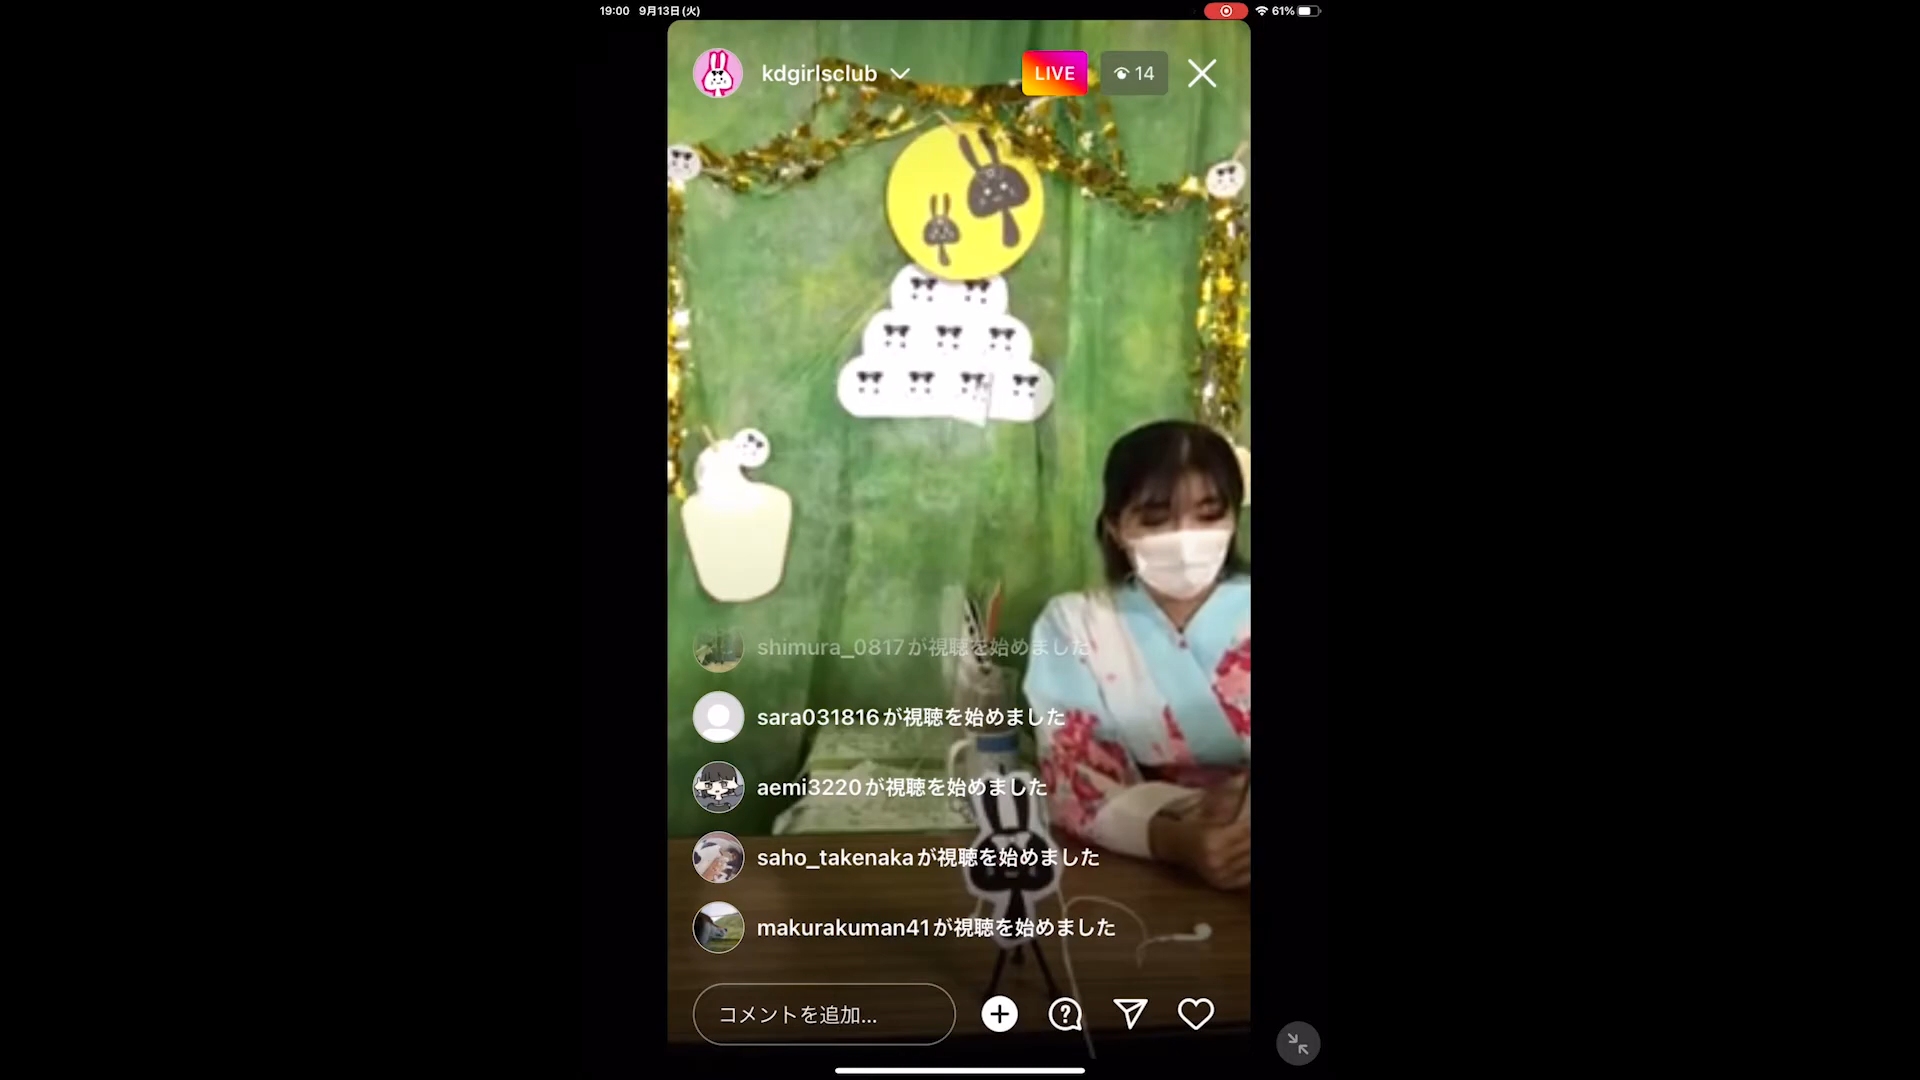 19:00 9月13日(火)
61%
kdgirlsclub
LIVE
14
shimura_0817が視聴を始めました
sara031816が視聴を始めました
aemi3220が視聴を始めました
saho_takenakaが視聴を始めました
makurakuman41が視聴を始めました
コメントを追加...